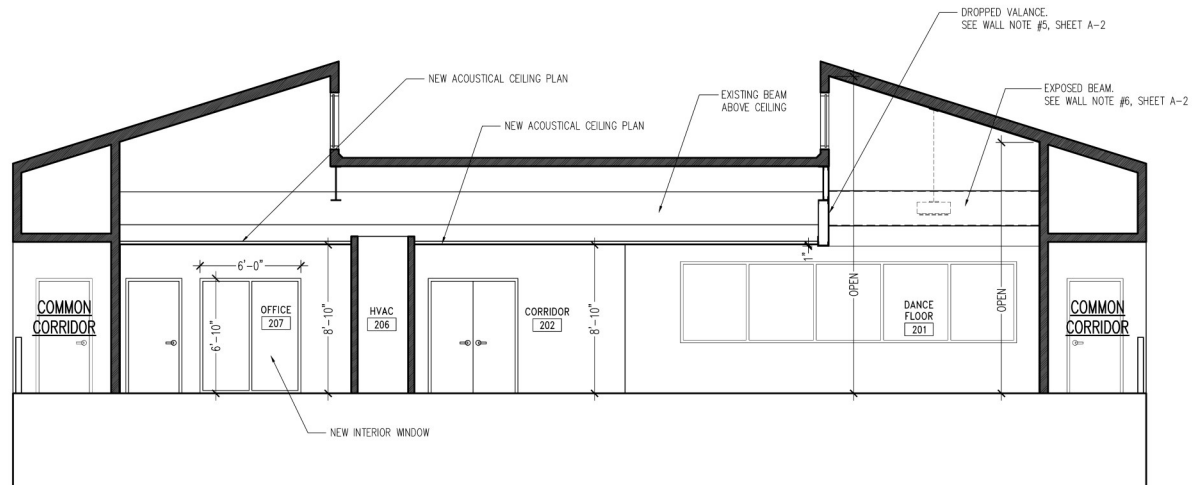 DROPPED VALANCE.
SEE WALL NOTE #5, SHEET A-2
NEW ACOUSTICAL CEILING PLAN
EXISTING BEAM
ABOVE CEILING
EXPOSED BEAM.
SEE WALL NOTE #6, SHEET A-2
NEW ACOUSTICAL CEILING PLAN
6'-0"
1"
COMMON
CORRIDOR
6'-10"
OFFICE
207
8'-10"
HVAC
206
CORRIDOR
202
8'-10"
OPEN
DANCE
FLOOR
201
OPEN
COMMON
CORRIDOR
NEW INTERIOR WINDOW